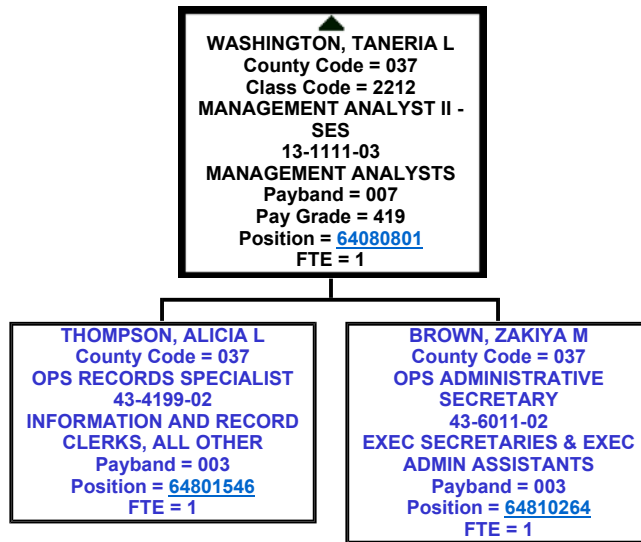 WASHINGTON, TANERIA L
County Code = 037
Class Code = 2212
MANAGEMENT ANALYST II -
SES
13-1111-03
MANAGEMENT ANALYSTS
Payband = 007
Pay Grade = 419
Position = 64080801
FTE = 1
THOMPSON, ALICIA L
County Code = 037
OPS RECORDS SPECIALIST
43-4199-02
INFORMATION AND RECORD
CLERKS, ALL OTHER
Payband = 003
Position = 64801546
FTE = 1
BROWN, ZAKIYA M
County Code = 037
OPS ADMINISTRATIVE
SECRETARY
43-6011-02
EXEC SECRETARIES & EXEC
ADMIN ASSISTANTS
Payband = 003
Position = 64810264
FTE = 1